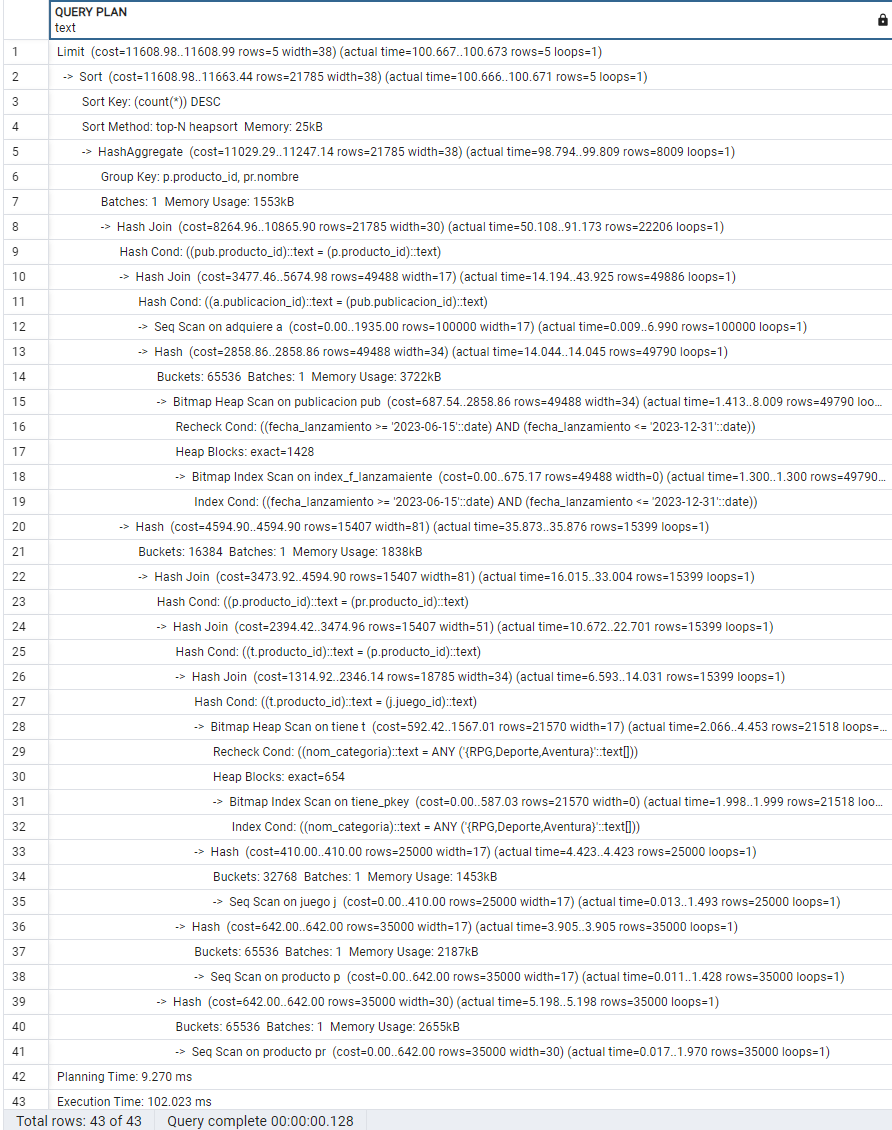 QUERY PLAN
text
1 Limit (cost=11608.98..11608.99 rows=5 width=38) (actual time=100.667..100.673 rows=5 loops=1)
2 -> Sort (cost=11608.98..11663.44 rows=21785 width=38) (actual time=100.666..100.671 rows=5 loops=1)
3 Sort Key: (count(*)) DESC
4 Sort Method: top-N heapsort Memory: 25kB
5 -> HashAggregate (cost=11029.29..11247.14 rows=21785 width=38) (actual time=98.794..99.809 rows=8009 loops=1)
6 Group Key: p.producto_id, pr.nombre
7 Batches: 1 Memory Usage: 1553kB
8 -> Hash Join (cost=8264.96..10865.90 rows=21785 width=30) (actual time=50.108..91.173 rows=22206 loops=1)
9 Hash Cond: ((pub.producto_id)::text = (p.producto_id)::text)
10 -> Hash Join (cost=3477.46..5674.98 rows=49488 width=17) (actual time=14.194..43.925 rows=49886 loops=1)
11 Hash Cond: ((a.publicacion_id)::text = (pub.publicacion_id)::text)
12 -> Seq Scan on adquiere a (cost=0.00..1935.00 rows=100000 width=17) (actual time=0.009..6.990 rows=100000 loops=1)
13 -> Hash (cost=2858.86..2858.86 rows=49488 width=34) (actual time=14.044..14.045 rows=49790 loops=1)
14 Buckets: 65536 Batches: 1 Memory Usage: 3722kB
15 -> Bitmap Heap Scan on publicacion pub (cost=687.54..2858.86 rows=49488 width=34) (actual time=1.413..8.009 rows=49790 loo...
16 Recheck Cond: ((fecha_lanzamiento >= '2023-06-15'::date) AND (fecha_lanzamiento <= '2023-12-31'::date))
17 Heap Blocks: exact=1428
18 -> Bitmap Index Scan on index_f_lanzamaiente (cost=0.00..675.17 rows=49488 width=0) (actual time=1.300..1.300 rows=49790...
19 Index Cond: ((fecha_lanzamiento >= '2023-06-15'::date) AND (fecha_lanzamiento <= '2023-12-31'::date))
20 -> Hash (cost=4594.90..4594.90 rows=15407 width=81) (actual time=35.873..35.876 rows=15399 loops=1)
21 Buckets: 16384 Batches: 1 Memory Usage: 1838kB
22 -> Hash Join (cost=3473.92..4594.90 rows=15407 width=81) (actual time=16.015..33.004 rows=15399 loops=1)
23 Hash Cond: ((p.producto_id)::text = (pr.producto_id)::text)
24 -> Hash Join (cost=2394.42..3474.96 rows=15407 width=51) (actual time=10.672..22.701 rows=15399 loops=1)
25 Hash Cond: ((t.producto_id)::text = (p.producto_id)::text)
26 -> Hash Join (cost=1314.92..2346.14 rows=18785 width=34) (actual time=6.593..14.031 rows=15399 loops=1)
27 Hash Cond: ((t.producto_id)::text = (j.juego_id)::text)
28 -> Bitmap Heap Scan on tiene t (cost=592.42..1567.01 rows=21570 width=17) (actual time=2.066..4.453 rows=21518 loops=...
29 Recheck Cond: ((nom_categoria)::text = ANY ('{RPG,Deporte,Aventura}'::text[]))
30 Heap Blocks: exact=654
31 -> Bitmap Index Scan on tiene_pkey (cost=0.00..587.03 rows=21570 width=0) (actual time=1.998..1.999 rows=21518 loo...
32 Index Cond: ((nom_categoria)::text = ANY ('{RPG,Deporte,Aventura}'::text[]))
33 -> Hash (cost=410.00..410.00 rows=25000 width=17) (actual time=4.423..4.423 rows=25000 loops=1)
34 Buckets: 32768 Batches: 1 Memory Usage: 1453kB
35 -> Seq Scan on juego j (cost=0.00..410.00 rows=25000 width=17) (actual time=0.013..1.493 rows=25000 loops=1)
36 -> Hash (cost=642.00..642.00 rows=35000 width=17) (actual time=3.905..3.905 rows=35000 loops=1)
37 Buckets: 65536 Batches: 1 Memory Usage: 2187kB
38 -> Seq Scan on producto p (cost=0.00..642.00 rows=35000 width=17) (actual time=0.011..1.428 rows=35000 loops=1)
39 -> Hash (cost=642.00..642.00 rows=35000 width=30) (actual time=5.198..5.198 rows=35000 loops=1)
40 Buckets: 65536 Batches: 1 Memory Usage: 2655kB
41 -> Seq Scan on producto pr (cost=0.00..642.00 rows=35000 width=30) (actual time=0.017..1.970 rows=35000 loops=1)
42 Planning Time: 9.270 ms
43 Execution Time: 102.023 ms
Total rows: 43 of 43 Query complete 00:00:00.128